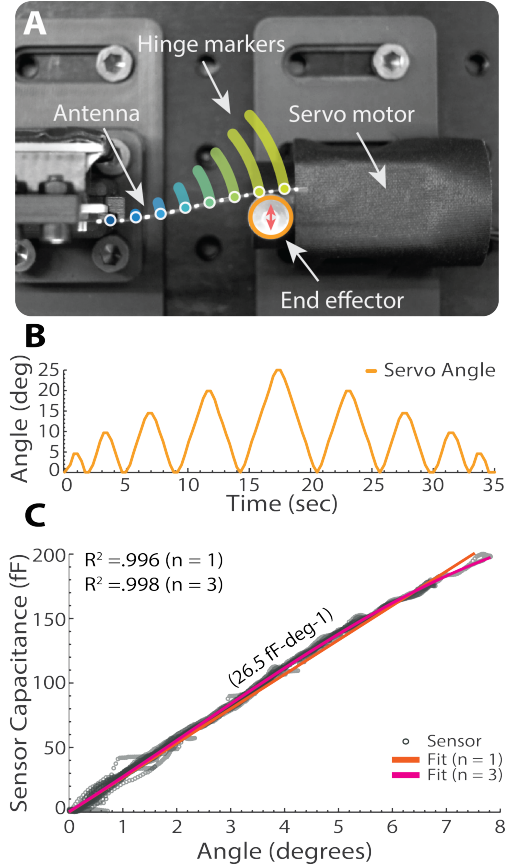 A
Hinge markers
Antenna
Servo motor
End effector
B
Angle (deg)
25
20
15
10
5
0
Servo Angle
0 5 10 15 20 25 30 35
Time (sec)
C
Sensor Capacitance (fF)
200
150
100
50
0
R² =.996 (n = 1)
R² =.998 (n = 3)
(26.5 fF-deg-1)
Sensor
Fit (n = 1)
Fit (n = 3)
0 1 2 3 4 5 6 7 8
Angle (degrees)